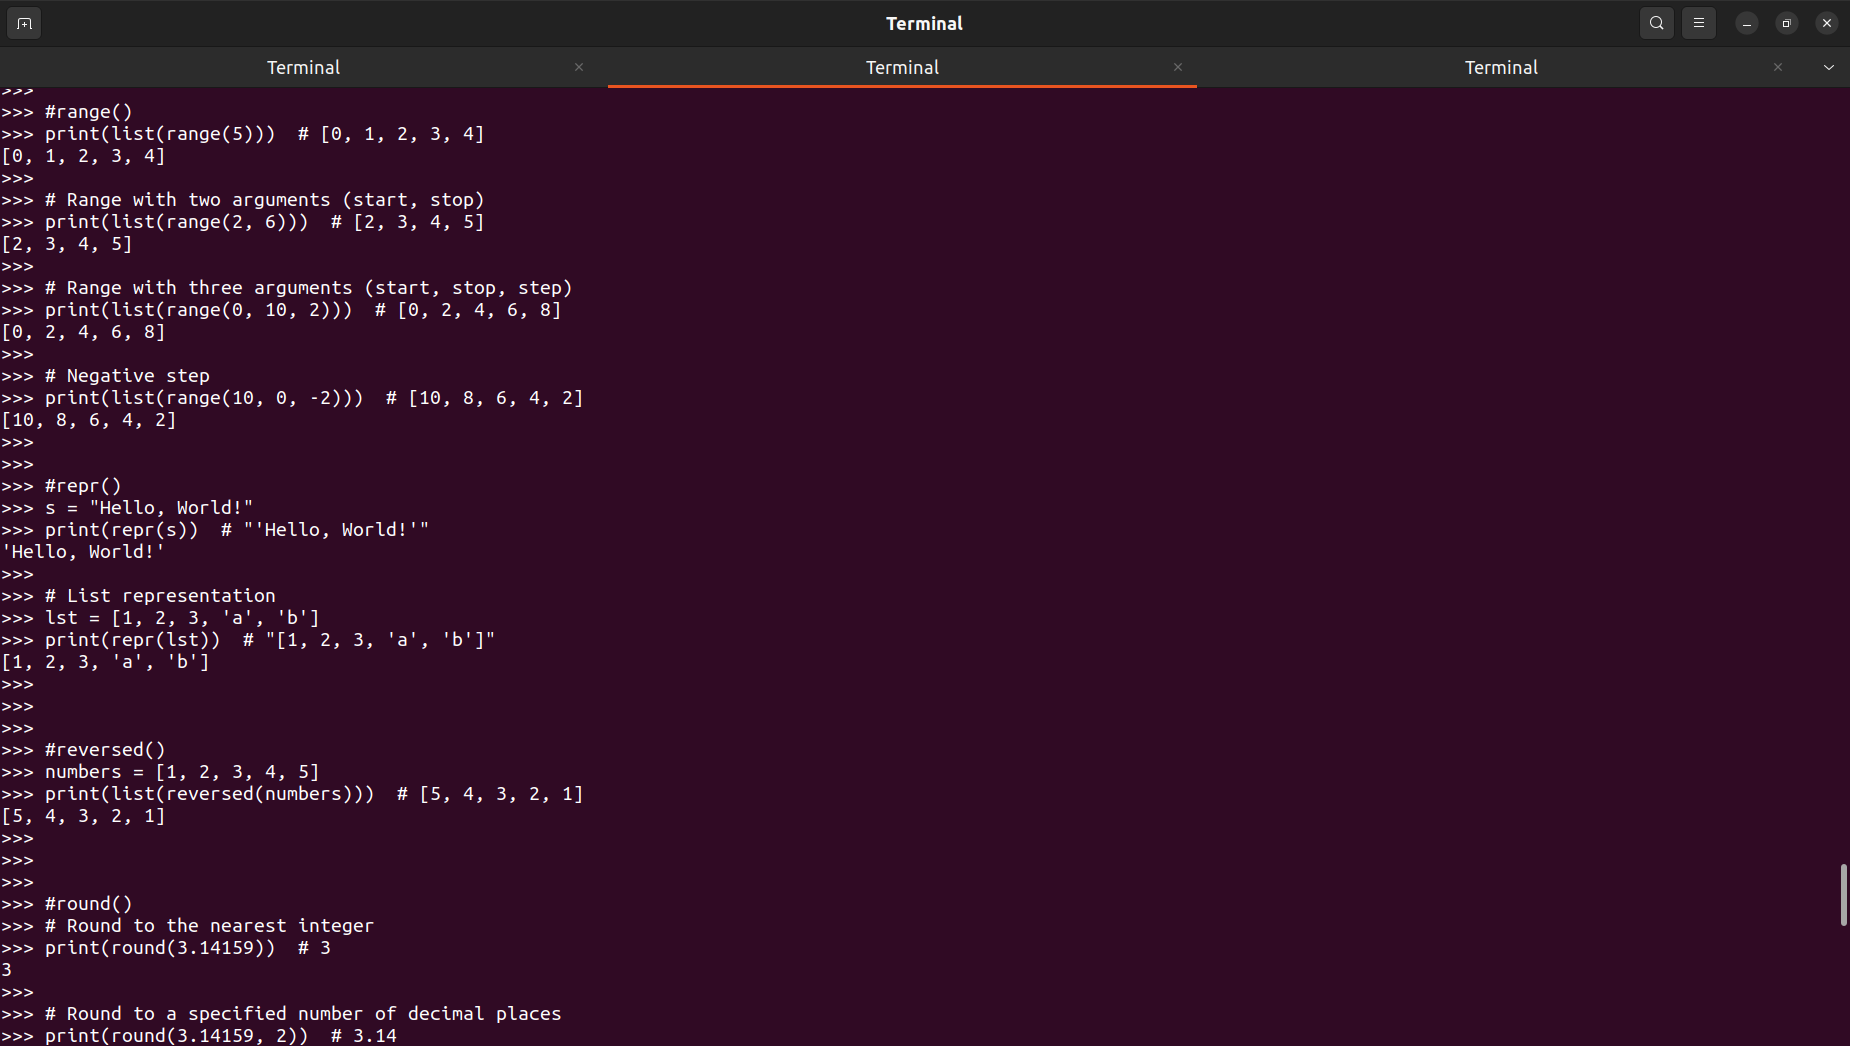 Terminal
Terminal
Terminal
Terminal
>>>
>>> #range()
>>> print(list(range(5)))  # [0, 1, 2, 3, 4]
[0, 1, 2, 3, 4]
>>>
>>> # Range with two arguments (start, stop)
>>> print(list(range(2, 6)))  # [2, 3, 4, 5]
[2, 3, 4, 5]
>>>
>>> # Range with three arguments (start, stop, step)
>>> print(list(range(0, 10, 2)))  # [0, 2, 4, 6, 8]
[0, 2, 4, 6, 8]
>>>
>>> # Negative step
>>> print(list(range(10, 0, -2)))  # [10, 8, 6, 4, 2]
[10, 8, 6, 4, 2]
>>>
>>>
>>> #repr()
>>> s = "Hello, World!"
>>> print(repr(s))  # "'Hello, World!'"
'Hello, World!'
>>>
>>> # List representation
>>> lst = [1, 2, 3, 'a', 'b']
>>> print(repr(lst))  # "[1, 2, 3, 'a', 'b']"
[1, 2, 3, 'a', 'b']
>>>
>>>
>>>
>>> #reversed()
>>> numbers = [1, 2, 3, 4, 5]
>>> print(list(reversed(numbers)))  # [5, 4, 3, 2, 1]
[5, 4, 3, 2, 1]
>>>
>>>
>>>
>>> #round()
>>> # Round to the nearest integer
>>> print(round(3.14159))  # 3
3
>>>
>>> # Round to a specified number of decimal places
>>> print(round(3.14159, 2))  # 3.14